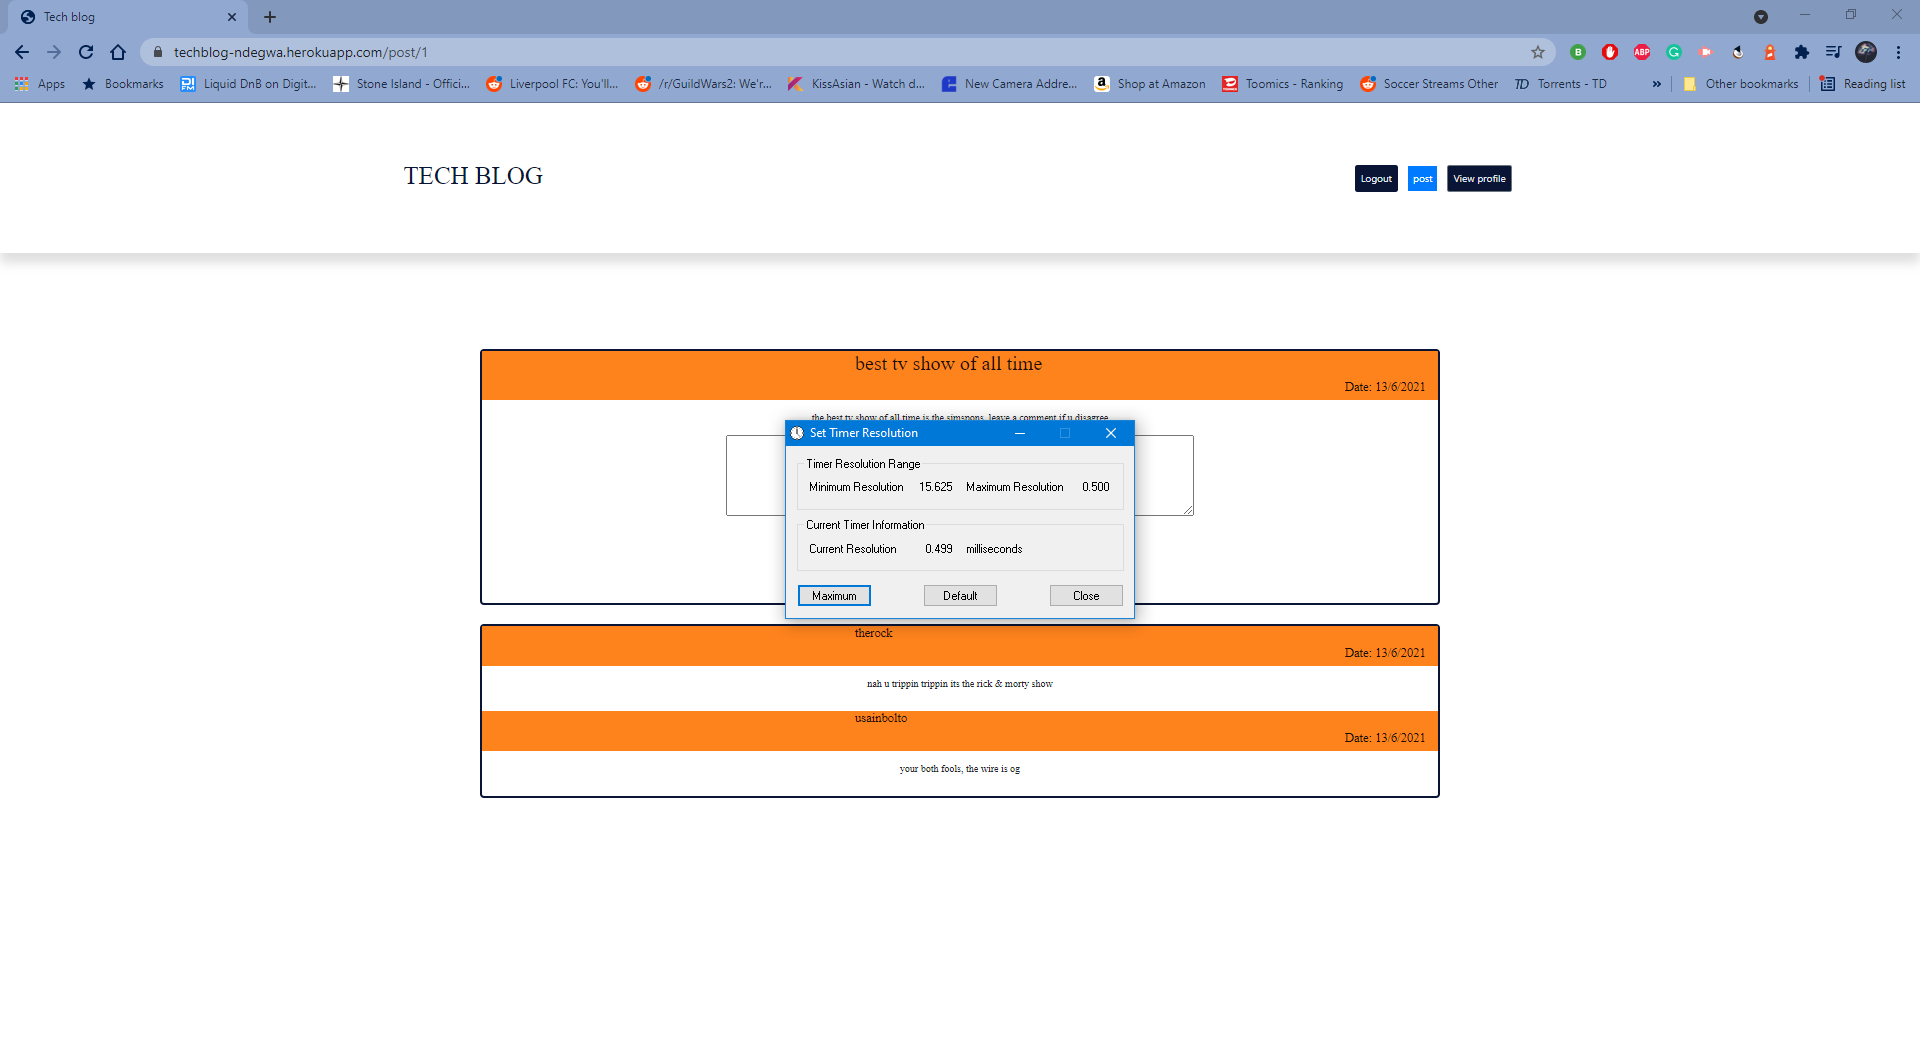 Tech blog
techblog-ndegwa.herokuapp.com/post/1
Apps Bookmarks Liquid DnB on Digit... Stone Island - Offici... Liverpool FC: You'll... /r/GuildWars2: We'r... KissAsian - Watch d... New Camera Addre... Shop at Amazon Toomics - Ranking Soccer Streams Other TD Torrents - TD » Other bookmarks Reading list
TECH BLOG
Logout post View profile
best tv show of all time
Date: 13/6/2021
the best tv show of all time is the simspons, leave a comment if u disagree
Set Timer Resolution
Timer Resolution Range
Minimum Resolution 15.625 Maximum Resolution 0.500
Current Timer Information
Current Resolution 0.499 milliseconds
Maximum Default Close
therock
Date: 13/6/2021
nah u trippin trippin its the rick & morty show
usainbolto
Date: 13/6/2021
your both fools, the wire is og